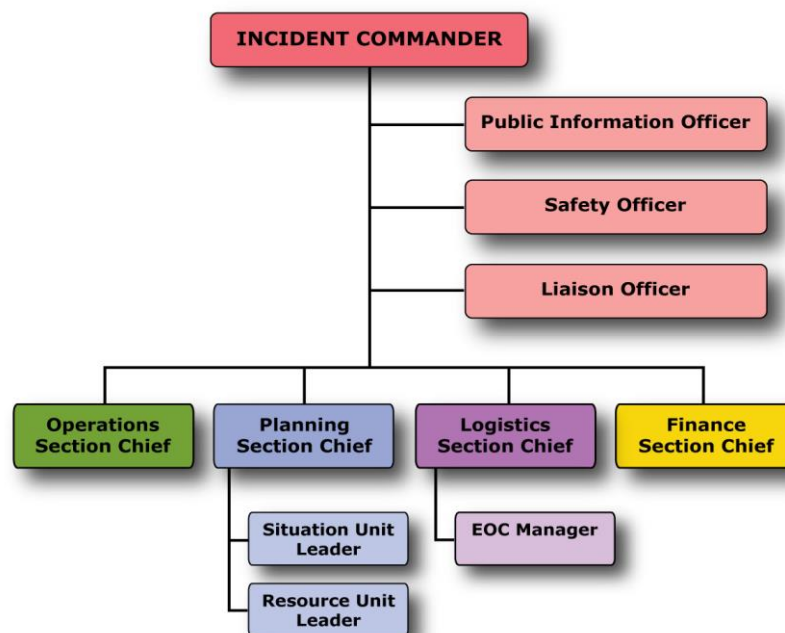 INCIDENT COMMANDER
Public Information Officer
Safety Officer
Liaison Officer
Operations
Section Chief
Planning
Section Chief
Logistics
Section Chief
Finance
Section Chief
Situation Unit
Leader
EOC Manager
Resource Unit
Leader